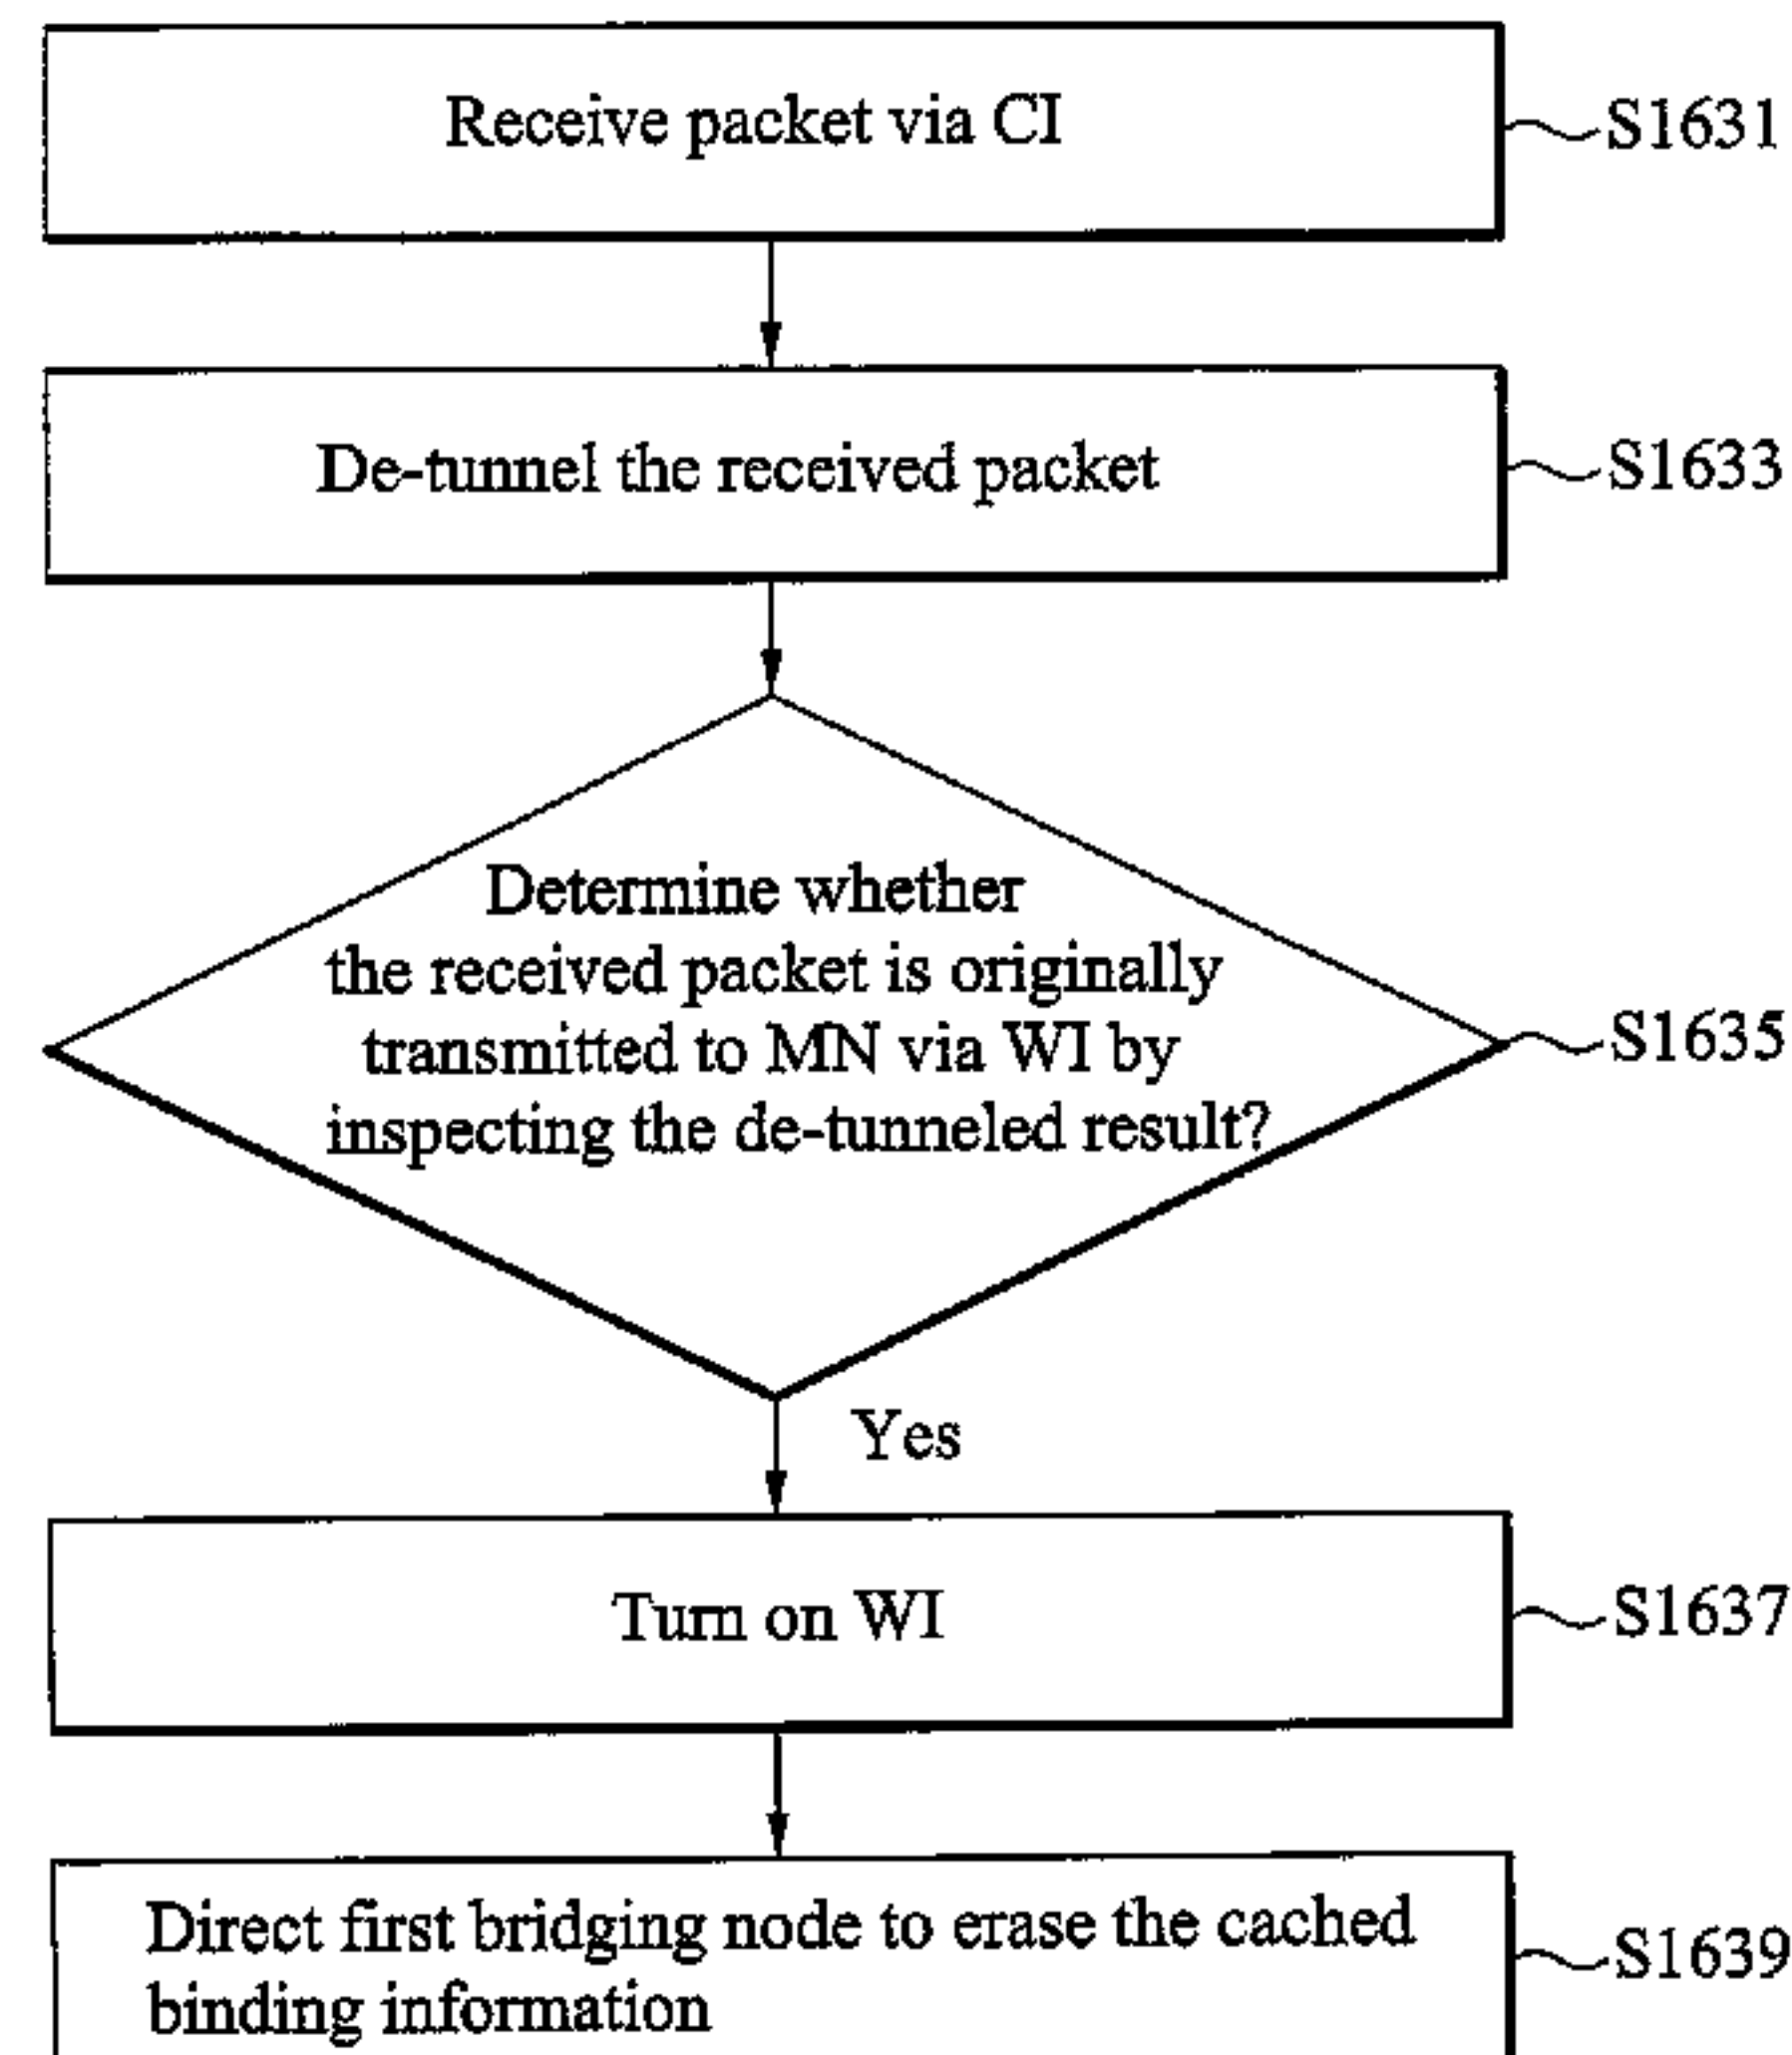 Receive packet via CI
S1631
De-tunnel the received packet
S1633
Determine whether
the received packet is originally
transmitted to MN via WI by
inspecting the de-tunneled result?
S1635
Yes
Turn on WI
S1637
Direct first bridging node to erase the cached
binding information
S1639